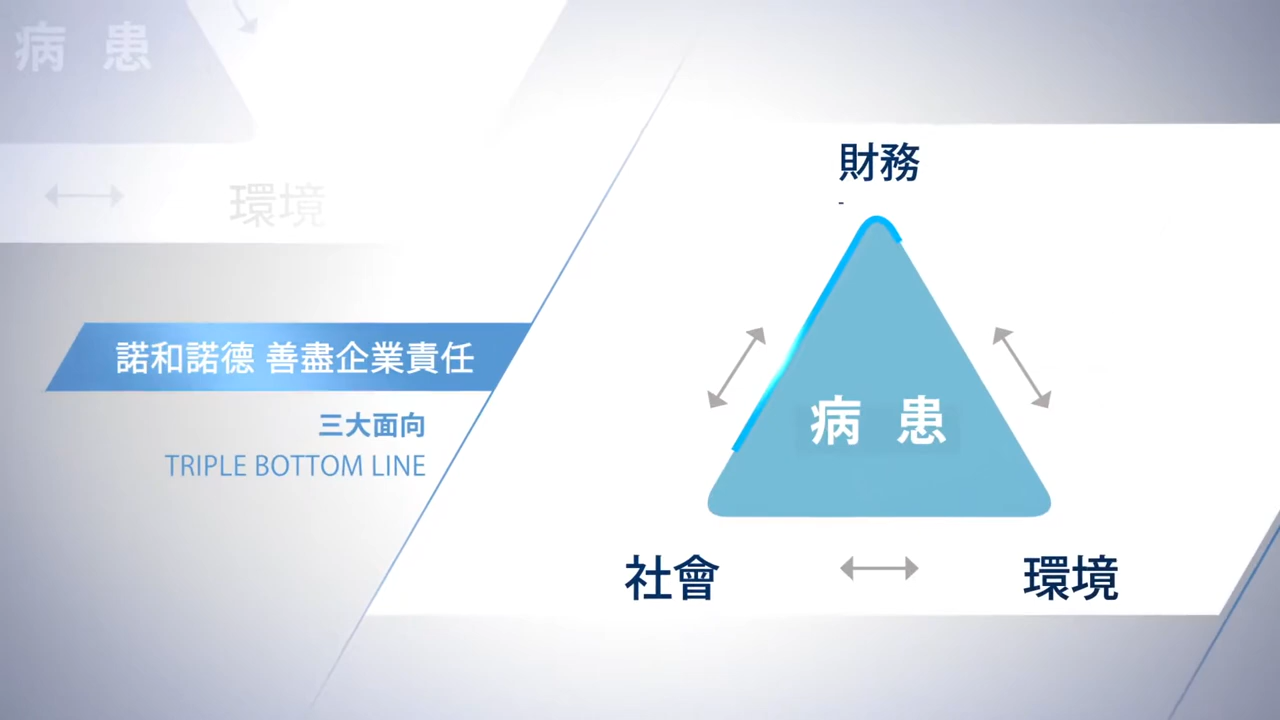 病 患
環境
諾和諾德 善盡企業責任
三大面向
TRIPLE BOTTOM LINE
財務
-
病 患
社會
環境